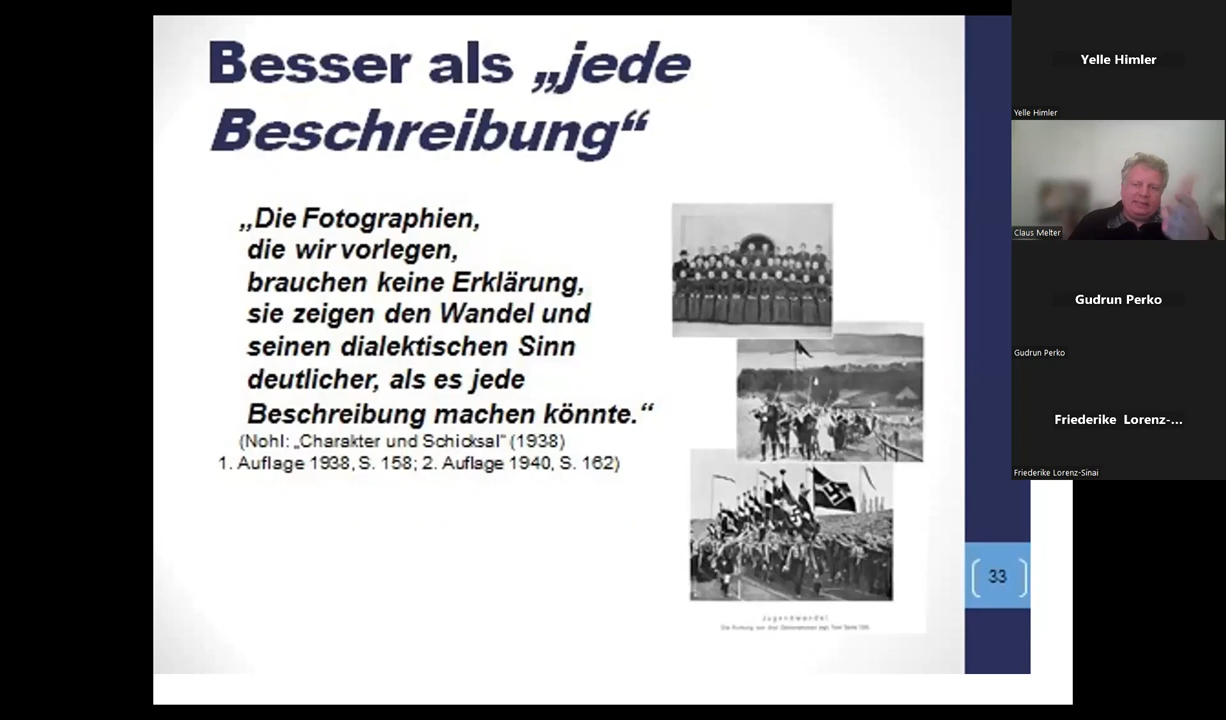 Besser als „jede
Beschreibung“
„Die Fotographien,
die wir vorlegen,
brauchen keine Erklärung,
sie zeigen den Wandel und
seinen dialektischen Sinn
deutlicher, als es jede
Beschreibung machen könnte.“
(Nohl: „Charakter und Schicksal“ (1938)
1. Auflage 1938, S. 158; 2. Auflage 1940, S. 162)
Jugendwandel
33
Yelle Himler
Yelle Himler
Claus Melter
Gudrun Perko
Gudrun Perko
Friederike Lorenz-...
Friederike Lorenz-Sinai